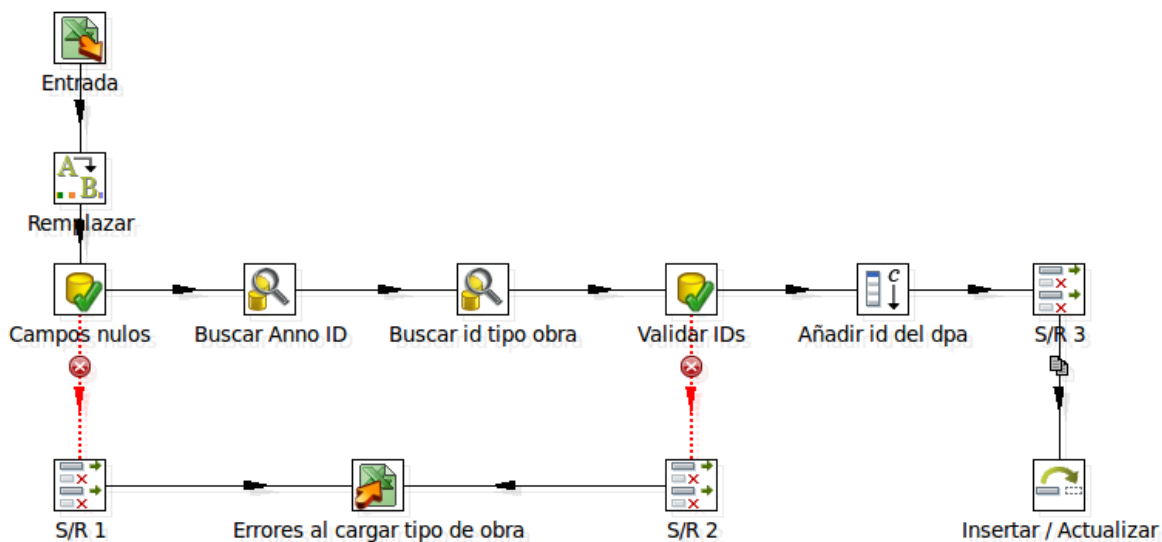 Entrada
Remplazar
Campos nulos
Buscar Anno ID
Buscar id tipo obra
Validar IDs
Añadir id del dpa
S/R 3
S/R 1
Errores al cargar tipo de obra
S/R 2
Insertar / Actualizar